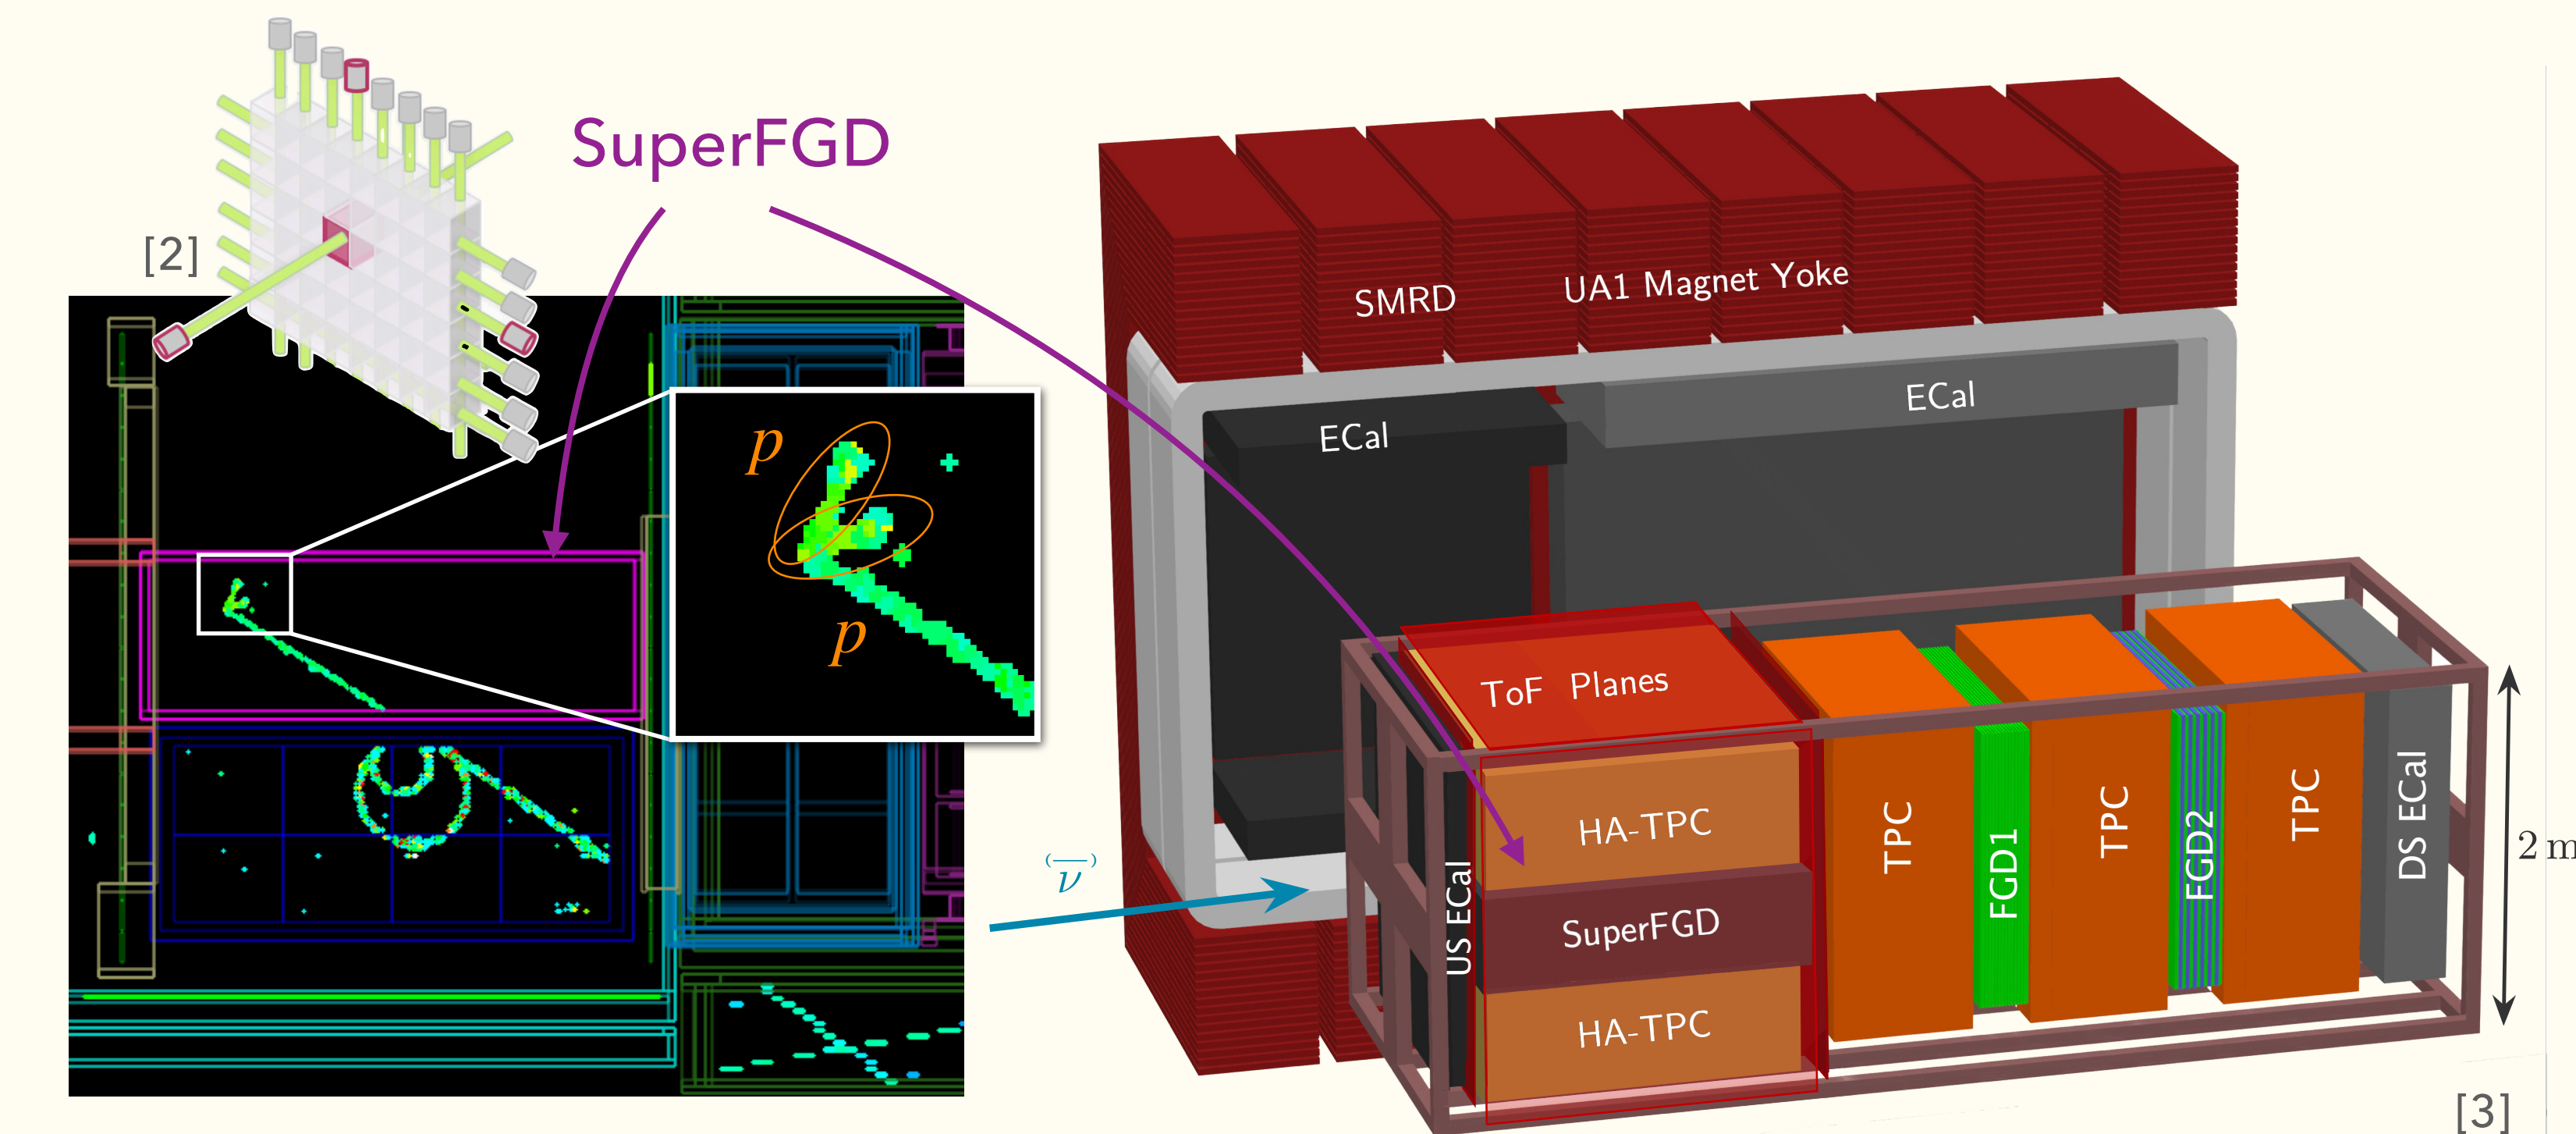 SuperFGD
[2]
p
p
SMRD
UA1 Magnet Yoke
ECal
ECal
ToF Planes
HA-TPC
SuperFGD
HA-TPC
US ECal
TPC
FGD1
TPC
FGD2
TPC
DS ECal
2 m
(‾)
ν
[3]